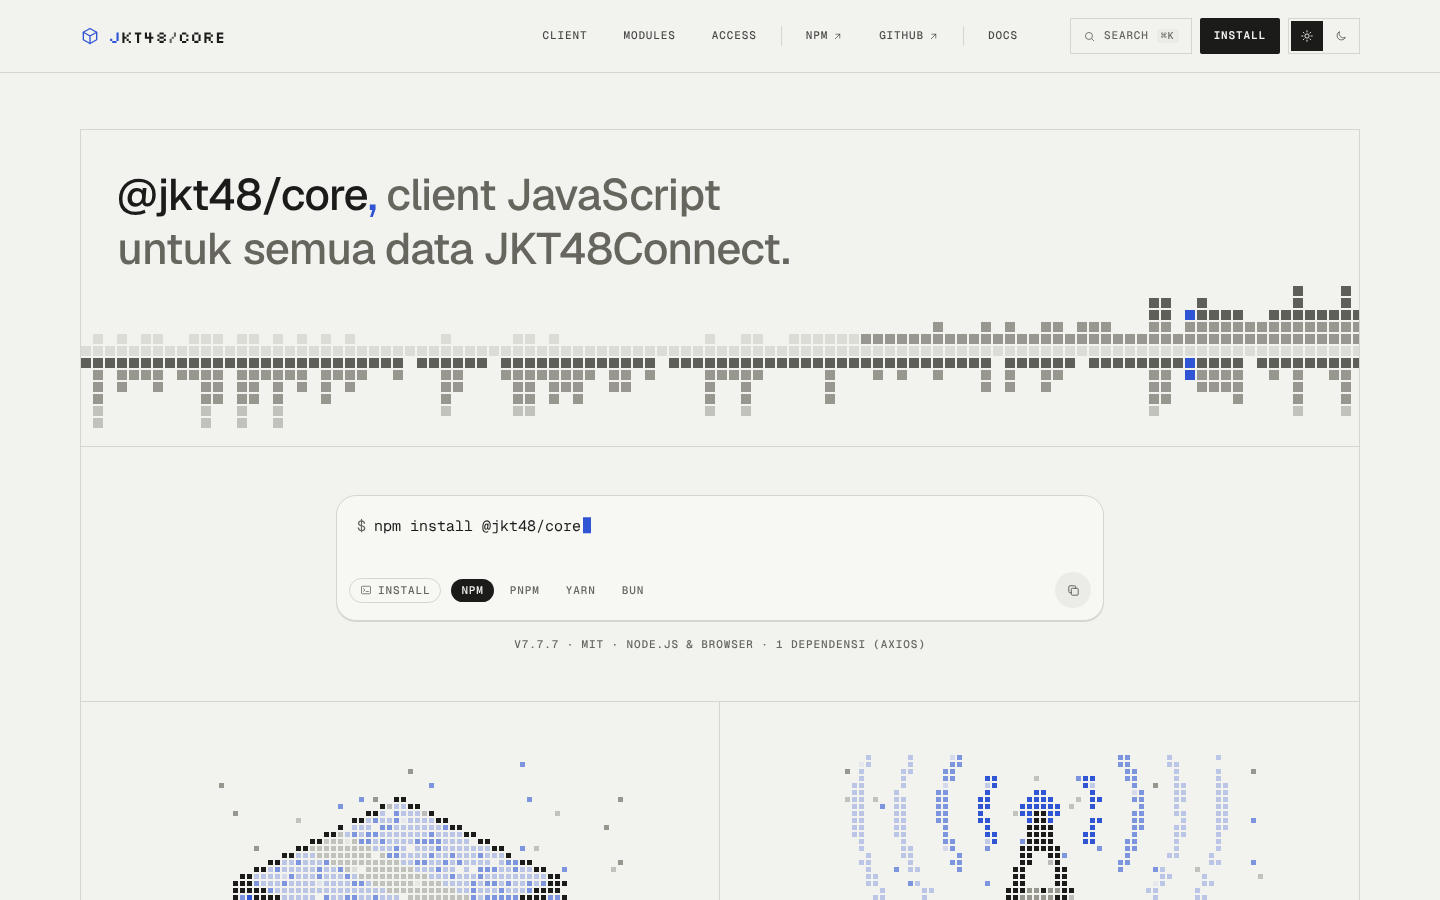 JKT48/CORE
CLIENT MODULES ACCESS NPM ↗ GITHUB ↗ DOCS SEARCH ⌘K INSTALL
@jkt48/core, client JavaScript
untuk semua data JKT48Connect.
$ npm install @jkt48/core
INSTALL NPM PNPM YARN BUN
V7.7.7 · MIT · NODE.JS & BROWSER · 1 DEPENDENSI (AXIOS)